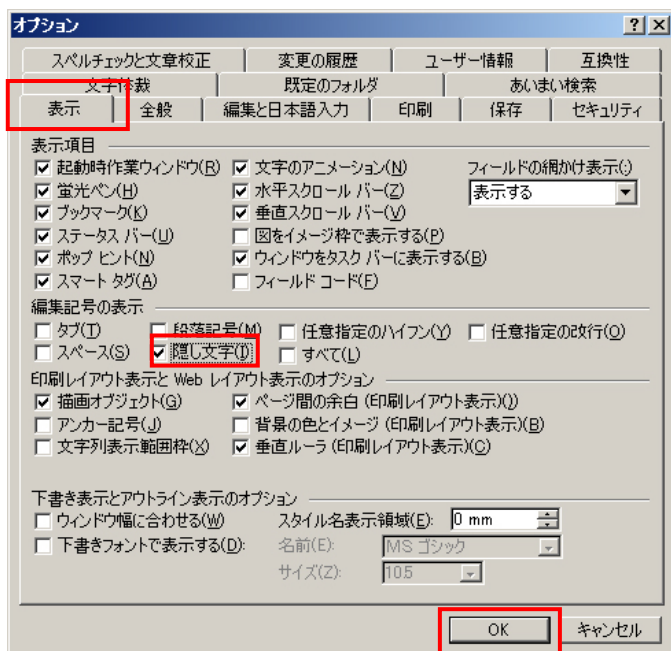 オプション
スペルチェックと文章校正 変更の履歴 ユーザー情報 互換性
文字体裁 既定のフォルダ あいまい検索
表示 全般 編集と日本語入力 印刷 保存 セキュリティ
表示項目
起動時作業ウィンドウ(R) 文字のアニメーション(N) フィールドの網かけ表示(:)
蛍光ペン(H) 水平スクロール バー(Z) 表示する
ブックマーク(K) 垂直スクロール バー(V)
ステータス バー(U) 図をイメージ枠で表示する(P)
ポップ ヒント(N) ウィンドウをタスク バーに表示する(B)
スマート タグ(A) フィールド コード(F)
編集記号の表示
タブ(T) 段落記号(M) 任意指定のハイフン(Y) 任意指定の改行(O)
スペース(S) 隠し文字(I) すべて(L)
印刷レイアウト表示と Web レイアウト表示のオプション
描画オブジェクト(G) ページ間の余白 (印刷レイアウト表示)(I)
アンカー記号(J) 背景の色とイメージ (印刷レイアウト表示)(B)
文字列表示範囲枠(X) 垂直ルーラ (印刷レイアウト表示)(C)
下書き表示とアウトライン表示のオプション
ウィンドウ幅に合わせる(W) スタイル名表示領域(E): 0 mm
下書きフォントで表示する(D): 名前(E): MS ゴシック
サイズ(Z): 10.5
OK キャンセル